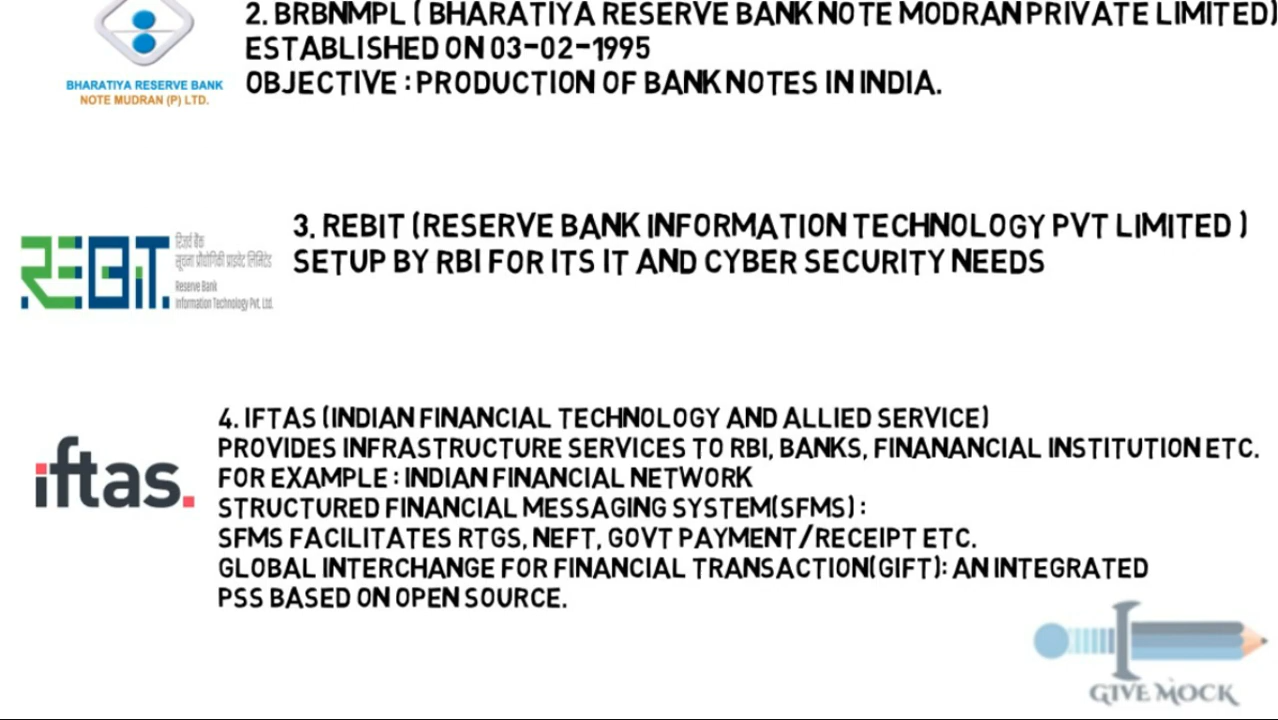 2. BRBNMPL ( BHARATIYA RESERVE BANK NOTE MODRAN PRIVATE LIMITED)
ESTABLISHED ON 03-02-1995
OBJECTIVE : PRODUCTION OF BANK NOTES IN INDIA.
BHARATIYA RESERVE BANK
NOTE MUDRAN (P) LTD.
3. REBIT (RESERVE BANK INFORMATION TECHNOLOGY PVT LIMITED )
SETUP BY RBI FOR ITS IT AND CYBER SECURITY NEEDS
REBIT.
रिज़र्व बैंक
सूचना प्रौद्योगिकी प्राइवेट लिमिटेड
Reserve Bank
Information Technology Pvt. Ltd.
4. IFTAS (INDIAN FINANCIAL TECHNOLOGY AND ALLIED SERVICE)
PROVIDES INFRASTRUCTURE SERVICES TO RBI, BANKS, FINANANCIAL INSTITUTION ETC.
FOR EXAMPLE : INDIAN FINANCIAL NETWORK
STRUCTURED FINANCIAL MESSAGING SYSTEM(SFMS) :
SFMS FACILITATES RTGS, NEFT, GOVT PAYMENT/RECEIPT ETC.
GLOBAL INTERCHANGE FOR FINANCIAL TRANSACTION(GIFT): AN INTEGRATED
PSS BASED ON OPEN SOURCE.
iftas.
GIVE MOCK